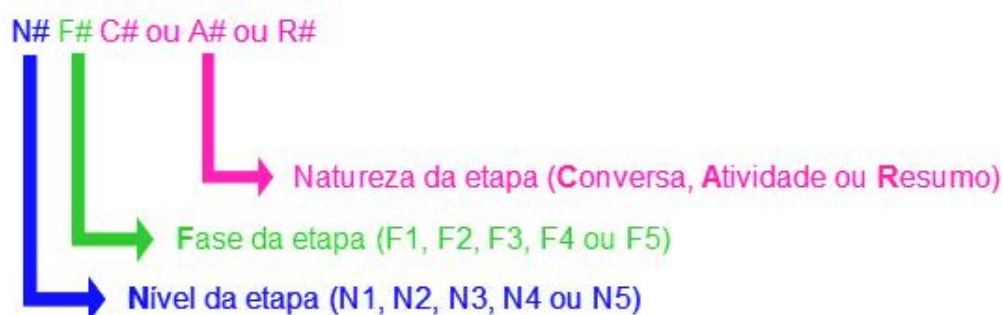 N# F# C# ou A# ou R#
Natureza da etapa (Conversa, Atividade ou Resumo)
Fase da etapa (F1, F2, F3, F4 ou F5)
Nível da etapa (N1, N2, N3, N4 ou N5)